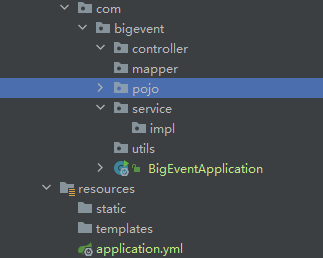 com
bigevent
controller
mapper
pojo
service
impl
utils
BigEventApplication
resources
static
templates
application.yml